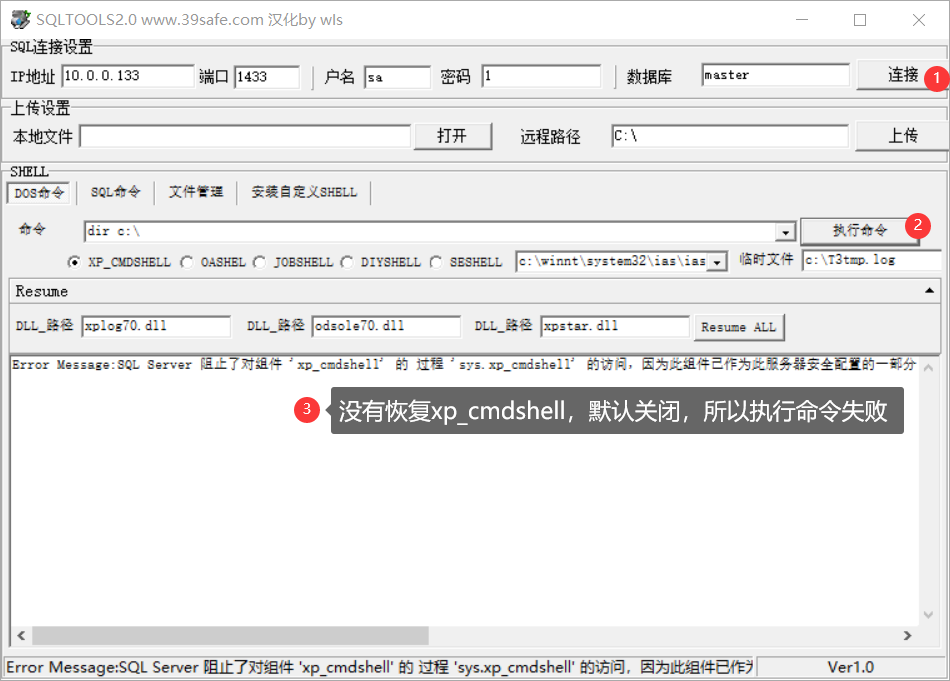 SQLTOOLS2.0 www.39safe.com 汉化by wls
SQL连接设置
IP地址 10.0.0.133 端口 1433 户名 sa 密码 1 数据库 master 连接 1
上传设置
本地文件 打开 远程路径 C:\ 上传
SHELL
DOS命令 SQL命令 文件管理 安装自定义SHELL
命令 dir c:\ 执行命令 2
XP_CMDSHELL OASHEL JOBSHELL DIYSHELL SESHELL c:\winnt\system32\ias\ias 临时文件 c:\T3tmp.log
Resume
DLL_路径 xplog70.dll DLL_路径 odsole70.dll DLL_路径 xpstar.dll Resume ALL
Error Message:SQL Server 阻止了对组件 'xp_cmdshell' 的 过程 'sys.xp_cmdshell' 的访问，因为此组件已作为此服务器安全配置的一部分
3 没有恢复xp_cmdshell，默认关闭，所以执行命令失败
Error Message:SQL Server 阻止了对组件 'xp_cmdshell' 的 过程 'sys.xp_cmdshell' 的访问，因为此组件已作为 Ver1.0